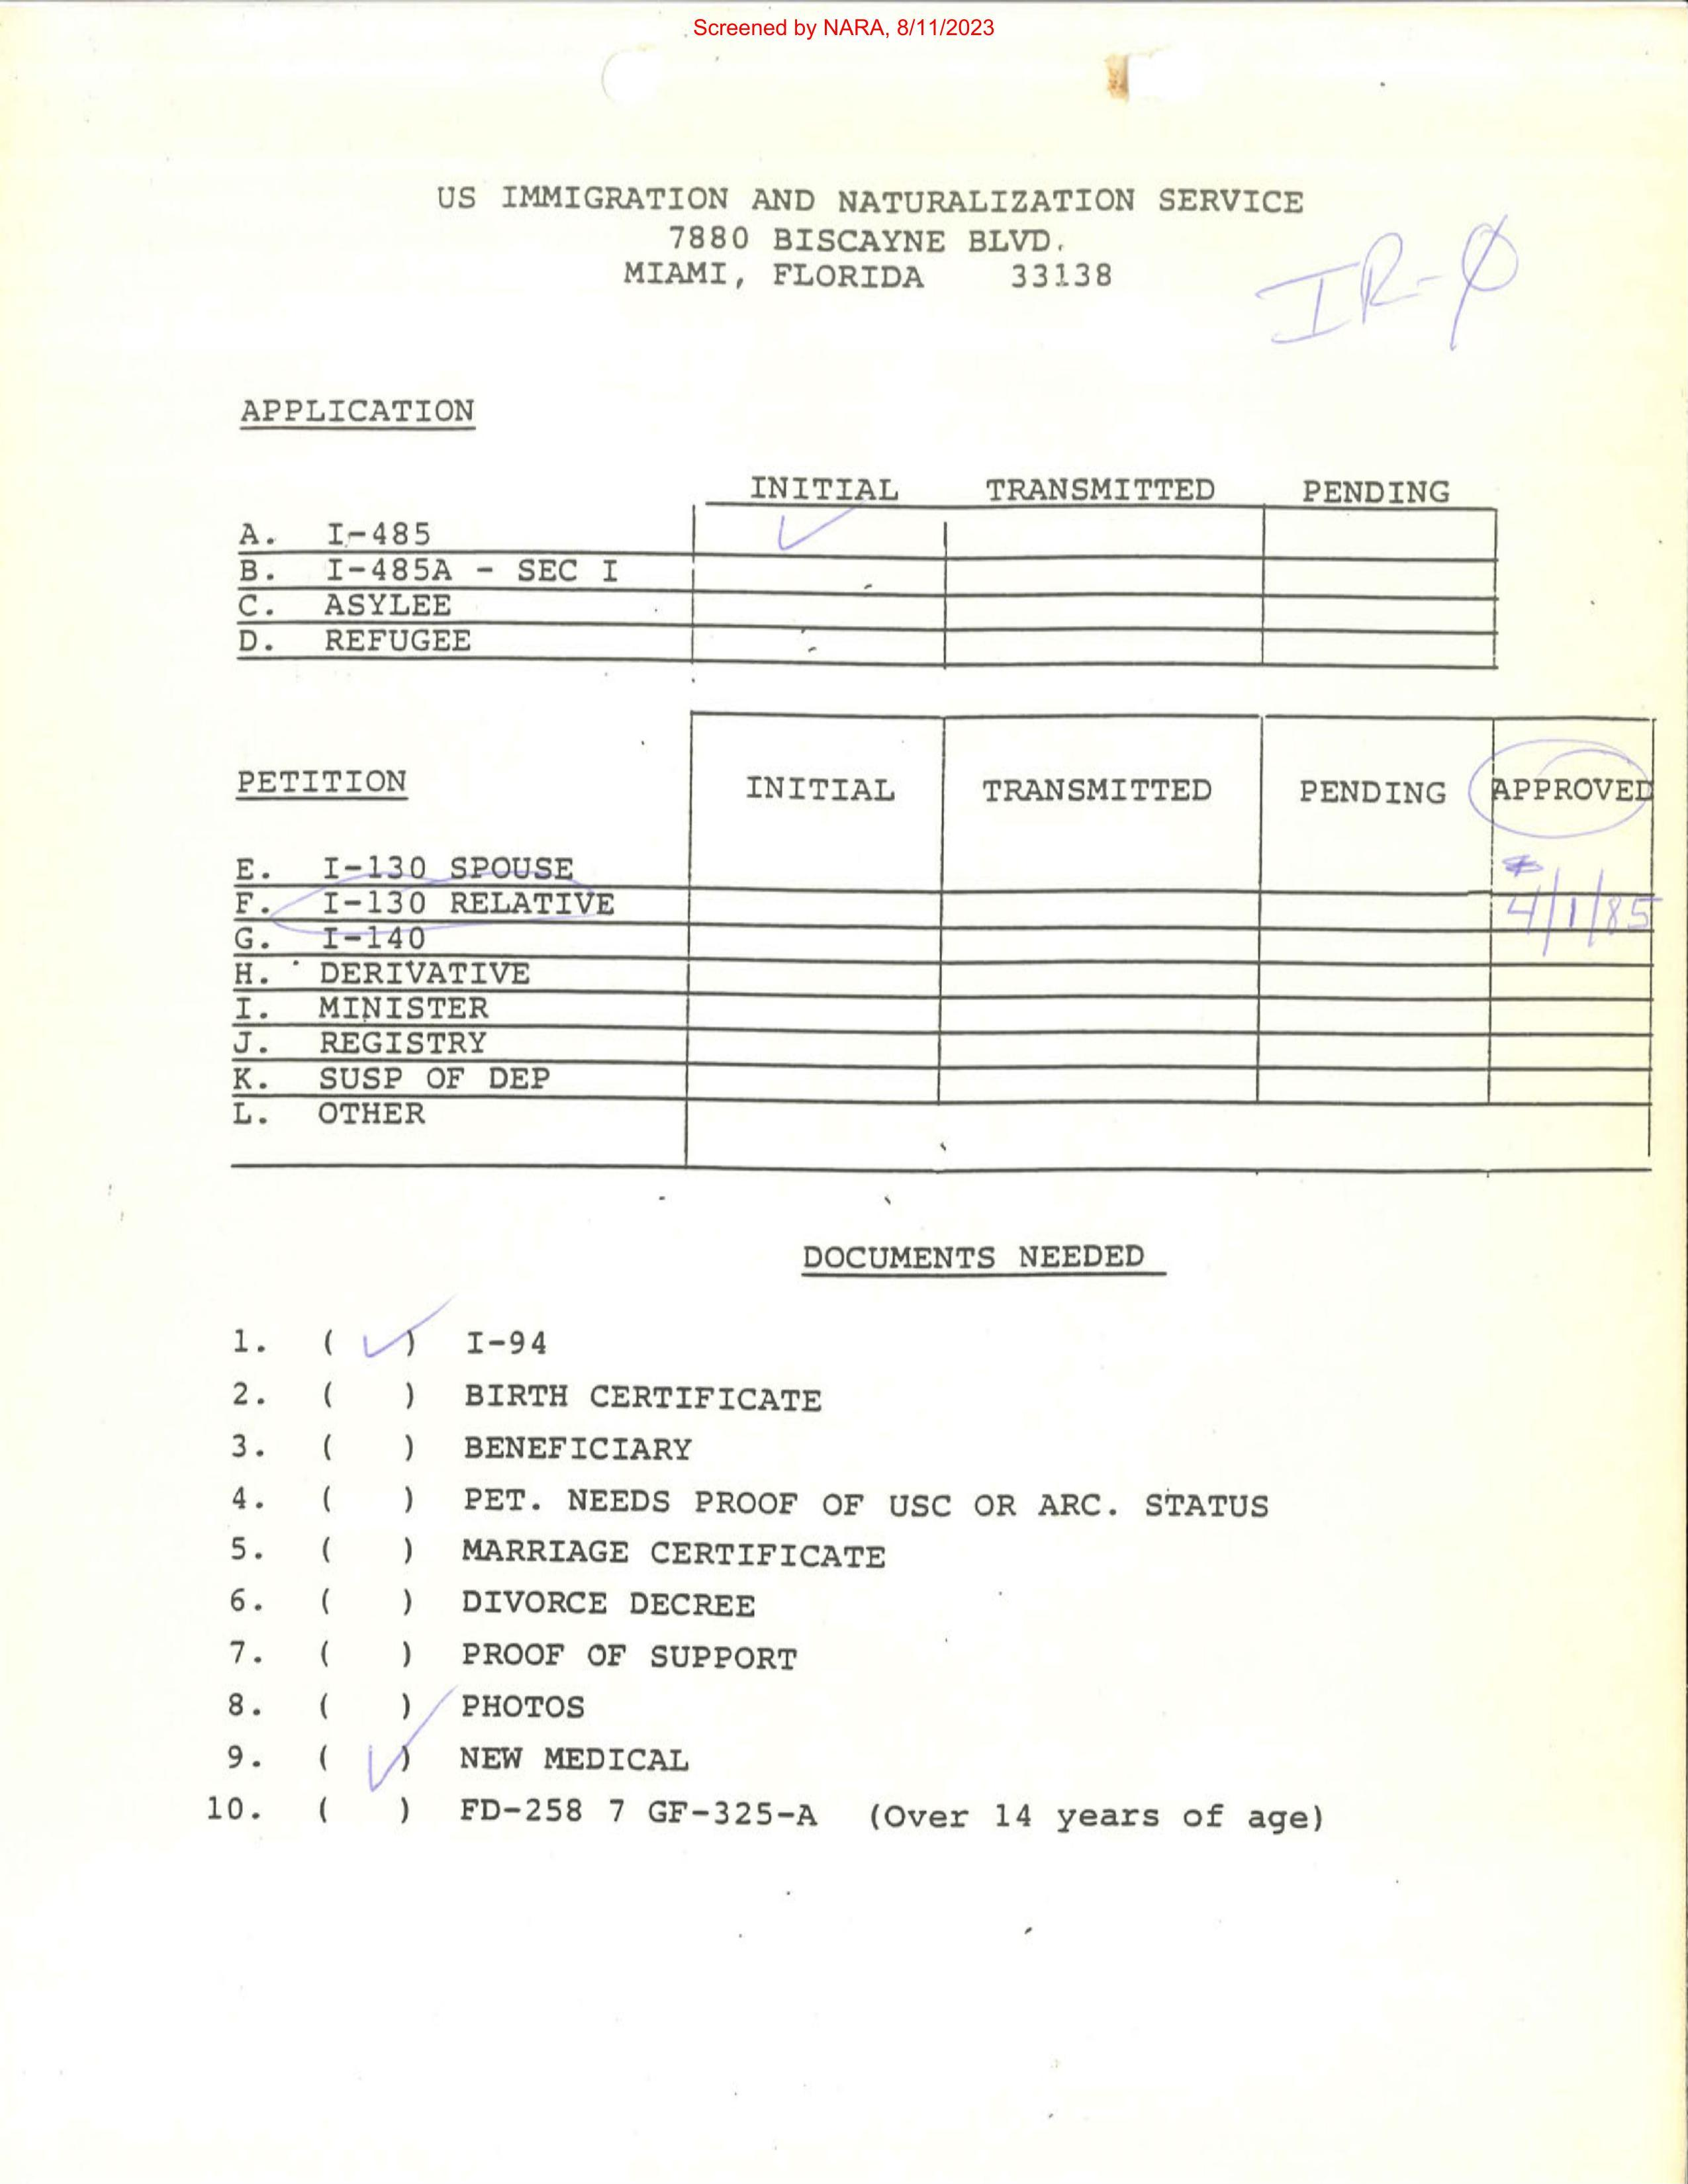 Screened by NARA, 8/11/2023
US IMMIGRATION AND NATURALIZATION SERVICE
7880 BISCAYNE BLVD.
MIAMI, FLORIDA 33138
IR-0
APPLICATION
INITIAL TRANSMITTED PENDING
A. I-485 ✓
B. I-485A - SEC I
C. ASYLEE
D. REFUGEE
PETITION INITIAL TRANSMITTED PENDING APPROVED
E. I-130 SPOUSE
F. I-130 RELATIVE 4/1/85
G. I-140
H. DERIVATIVE
I. MINISTER
J. REGISTRY
K. SUSP OF DEP
L. OTHER
DOCUMENTS NEEDED
1. ( ✓ ) I-94
2. ( ) BIRTH CERTIFICATE
3. ( ) BENEFICIARY
4. ( ) PET. NEEDS PROOF OF USC OR ARC. STATUS
5. ( ) MARRIAGE CERTIFICATE
6. ( ) DIVORCE DECREE
7. ( ) PROOF OF SUPPORT
8. ( ) PHOTOS
9. ( ✓ ) NEW MEDICAL
10. ( ) FD-258 7 GF-325-A (Over 14 years of age)